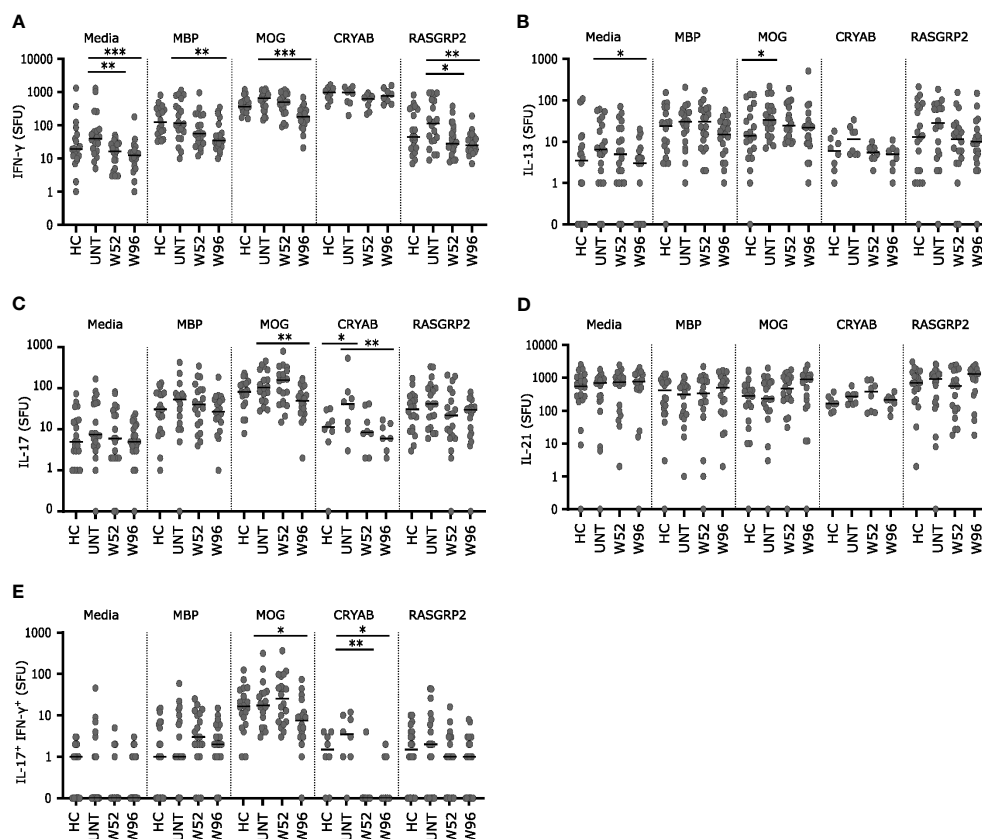 A
Media MBP MOG CRYAB RASGRP2
*** ** *** **
** *
10000
1000
100
10
1
0
IFN-γ (SFU)
HC UNT W52 W96 HC UNT W52 W96 HC UNT W52 W96 HC UNT W52 W96 HC UNT W52 W96
B
Media MBP MOG CRYAB RASGRP2
* *
1000
100
10
1
0
IL-13 (SFU)
HC UNT W52 W96 HC UNT W52 W96 HC UNT W52 W96 HC UNT W52 W96 HC UNT W52 W96
C
Media MBP MOG CRYAB RASGRP2
** * **
1000
100
10
1
0
IL-17 (SFU)
HC UNT W52 W96 HC UNT W52 W96 HC UNT W52 W96 HC UNT W52 W96 HC UNT W52 W96
D
Media MBP MOG CRYAB RASGRP2
10000
1000
100
10
1
0
IL-21 (SFU)
HC UNT W52 W96 HC UNT W52 W96 HC UNT W52 W96 HC UNT W52 W96 HC UNT W52 W96
E
Media MBP MOG CRYAB RASGRP2
* *
**
1000
100
10
1
0
IL-17⁺ IFN-γ⁺ (SFU)
HC UNT W52 W96 HC UNT W52 W96 HC UNT W52 W96 HC UNT W52 W96 HC UNT W52 W96